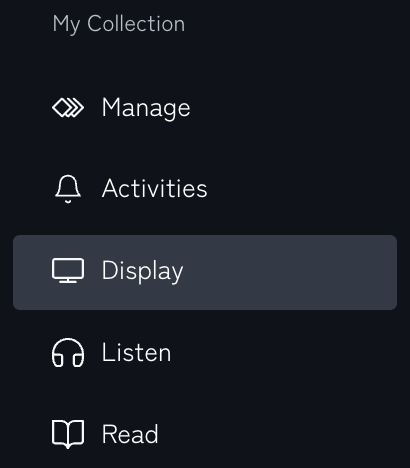 My Collection
Manage
Activities
Display
Listen
Read